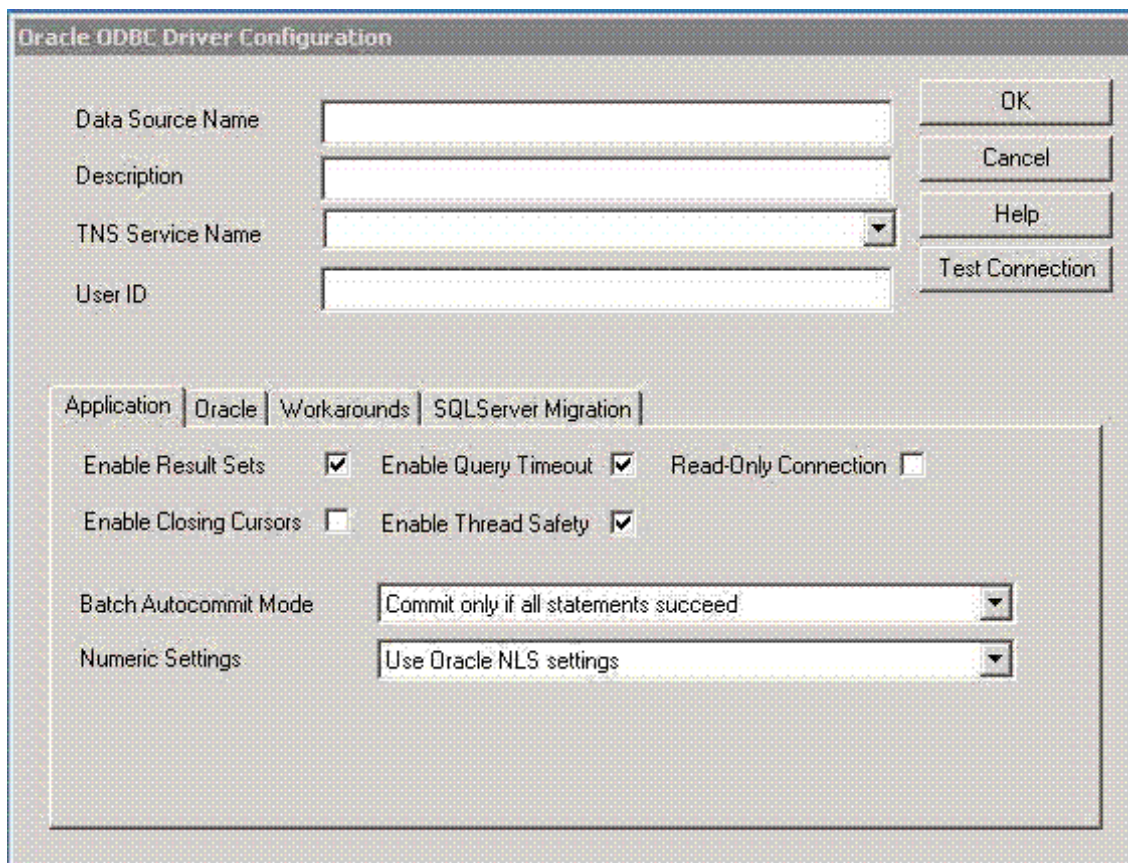 Oracle ODBC Driver Configuration
Data Source Name
OK
Description
Cancel
TNS Service Name
Help
User ID
Test Connection
Application Oracle Workarounds SQLServer Migration
Enable Result Sets Enable Query Timeout Read-Only Connection
Enable Closing Cursors Enable Thread Safety
Batch Autocommit Mode Commit only if all statements succeed
Numeric Settings Use Oracle NLS settings